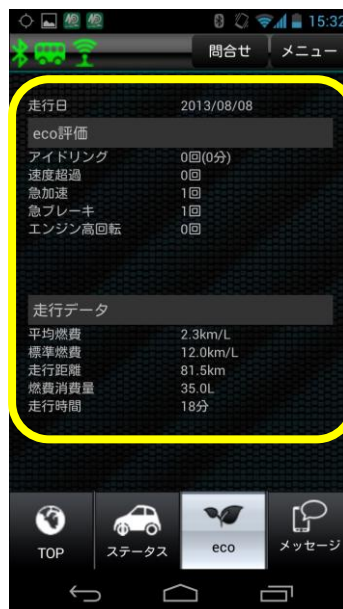 15:32
問合せ メニュー
走行日 2013/08/08
eco評価
アイドリング 0回(0分)
速度超過 0回
急加速 1回
急ブレーキ 1回
エンジン高回転 0回
走行データ
平均燃費 2.3km/L
標準燃費 12.0km/L
走行距離 81.5km
燃費消費量 35.0L
走行時間 18分
TOP ステータス eco メッセージ